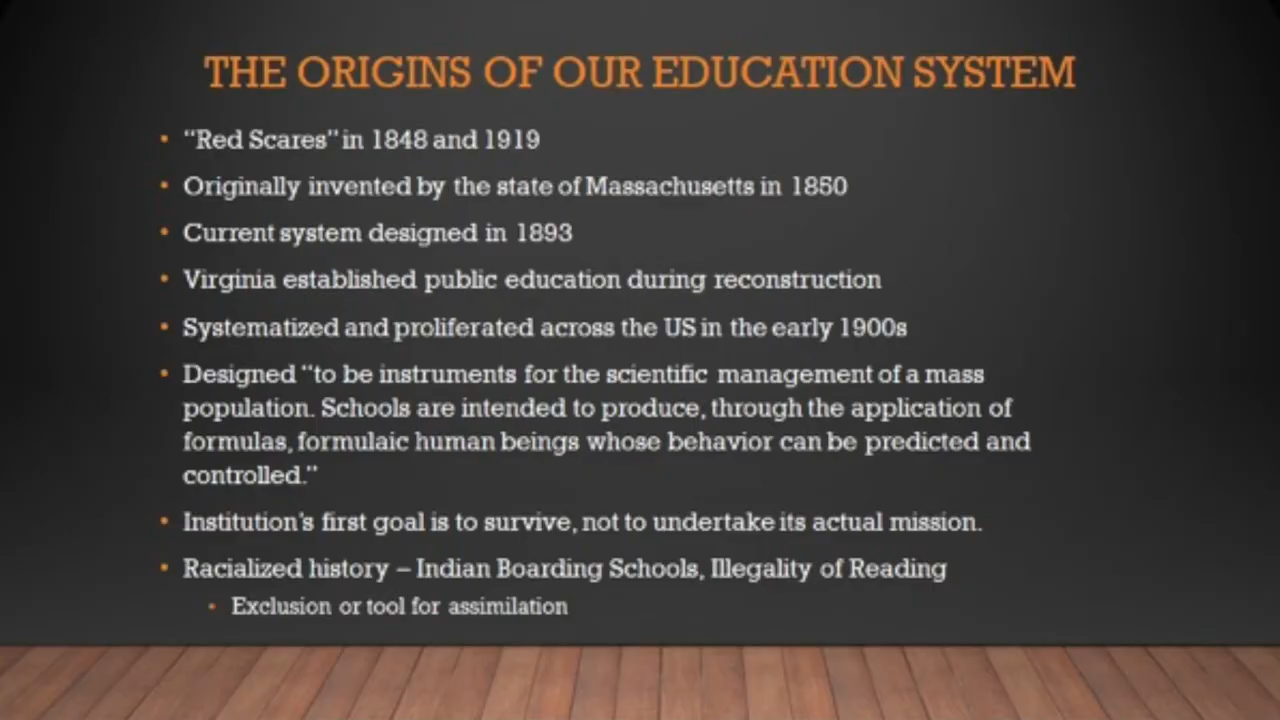 THE ORIGINS OF OUR EDUCATION SYSTEM
• "Red Scares" in 1848 and 1919
• Originally invented by the state of Massachusetts in 1850
• Current system designed in 1893
• Virginia established public education during reconstruction
• Systematized and proliferated across the US in the early 1900s
• Designed "to be instruments for the scientific management of a mass
population. Schools are intended to produce, through the application of
formulas, formulaic human beings whose behavior can be predicted and
controlled."
• Institution's first goal is to survive, not to undertake its actual mission.
• Racialized history – Indian Boarding Schools, Illegality of Reading
• Exclusion or tool for assimilation